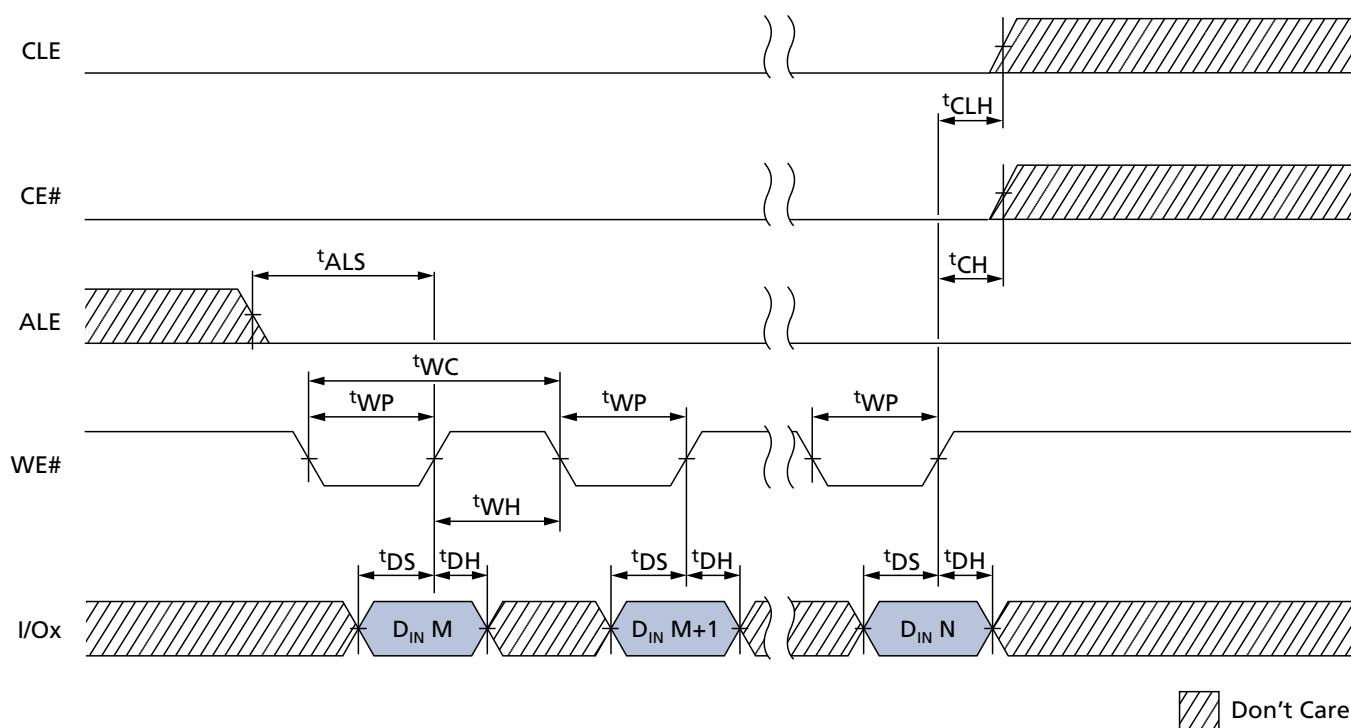 CLE
tCLH
CE#
tCH
tALS
ALE
tWC
tWP tWP tWP
WE#
tWH
tDS tDH tDS tDH tDS tDH
I/Ox DIN M DIN M+1 DIN N
Don't Care